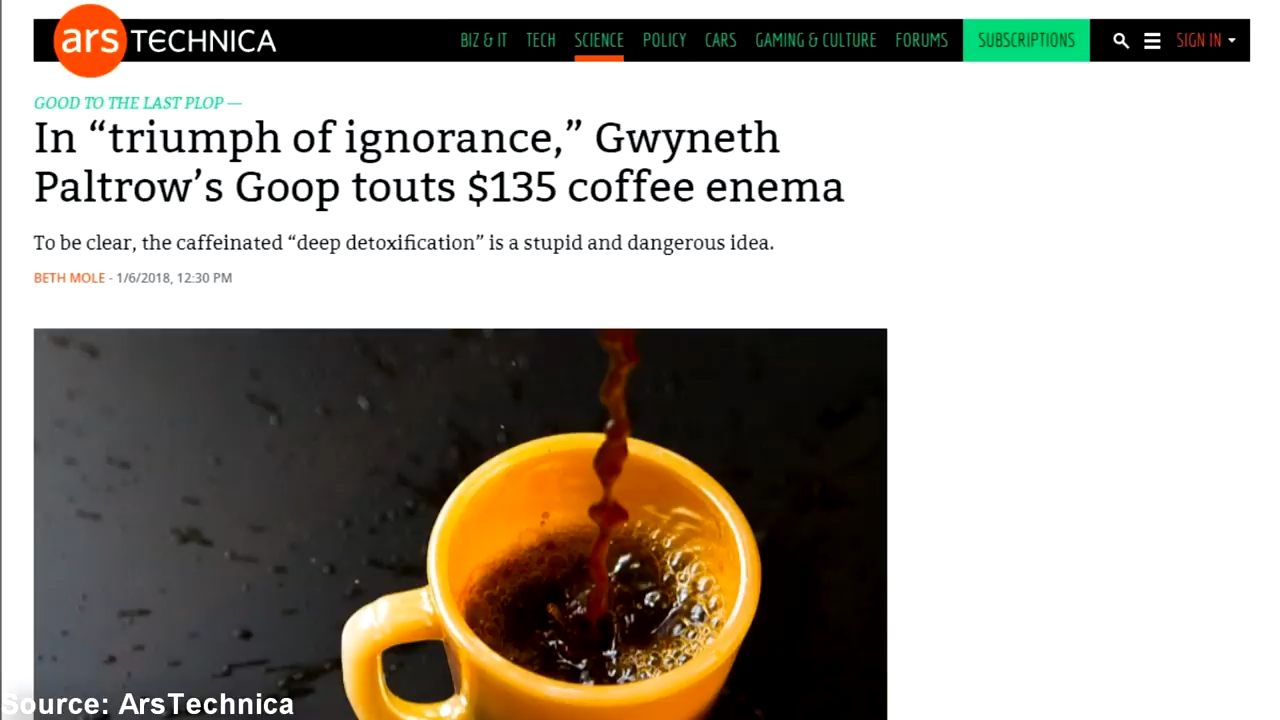 ars TECHNICA
BIZ & IT TECH SCIENCE POLICY CARS GAMING & CULTURE FORUMS SUBSCRIPTIONS SIGN IN
GOOD TO THE LAST PLOP —
In “triumph of ignorance,” Gwyneth
Paltrow’s Goop touts $135 coffee enema
To be clear, the caffeinated “deep detoxification” is a stupid and dangerous idea.
BETH MOLE - 1/6/2018, 12:30 PM
Source: ArsTechnica